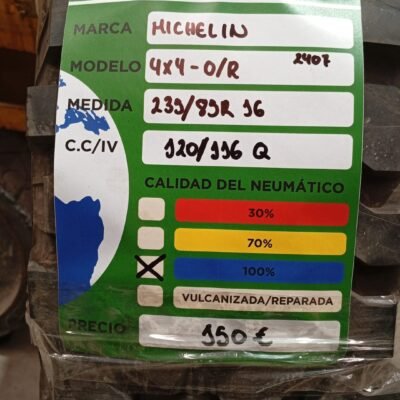 MARCA MICHELIN
MODELO 4x4-O/R 2407
MEDIDA 235/85R 16
C.C/IV 120/116 Q
CALIDAD DEL NEUMÁTICO
30%
70%
100%
VULCANIZADA/REPARADA
PRECIO 150 €